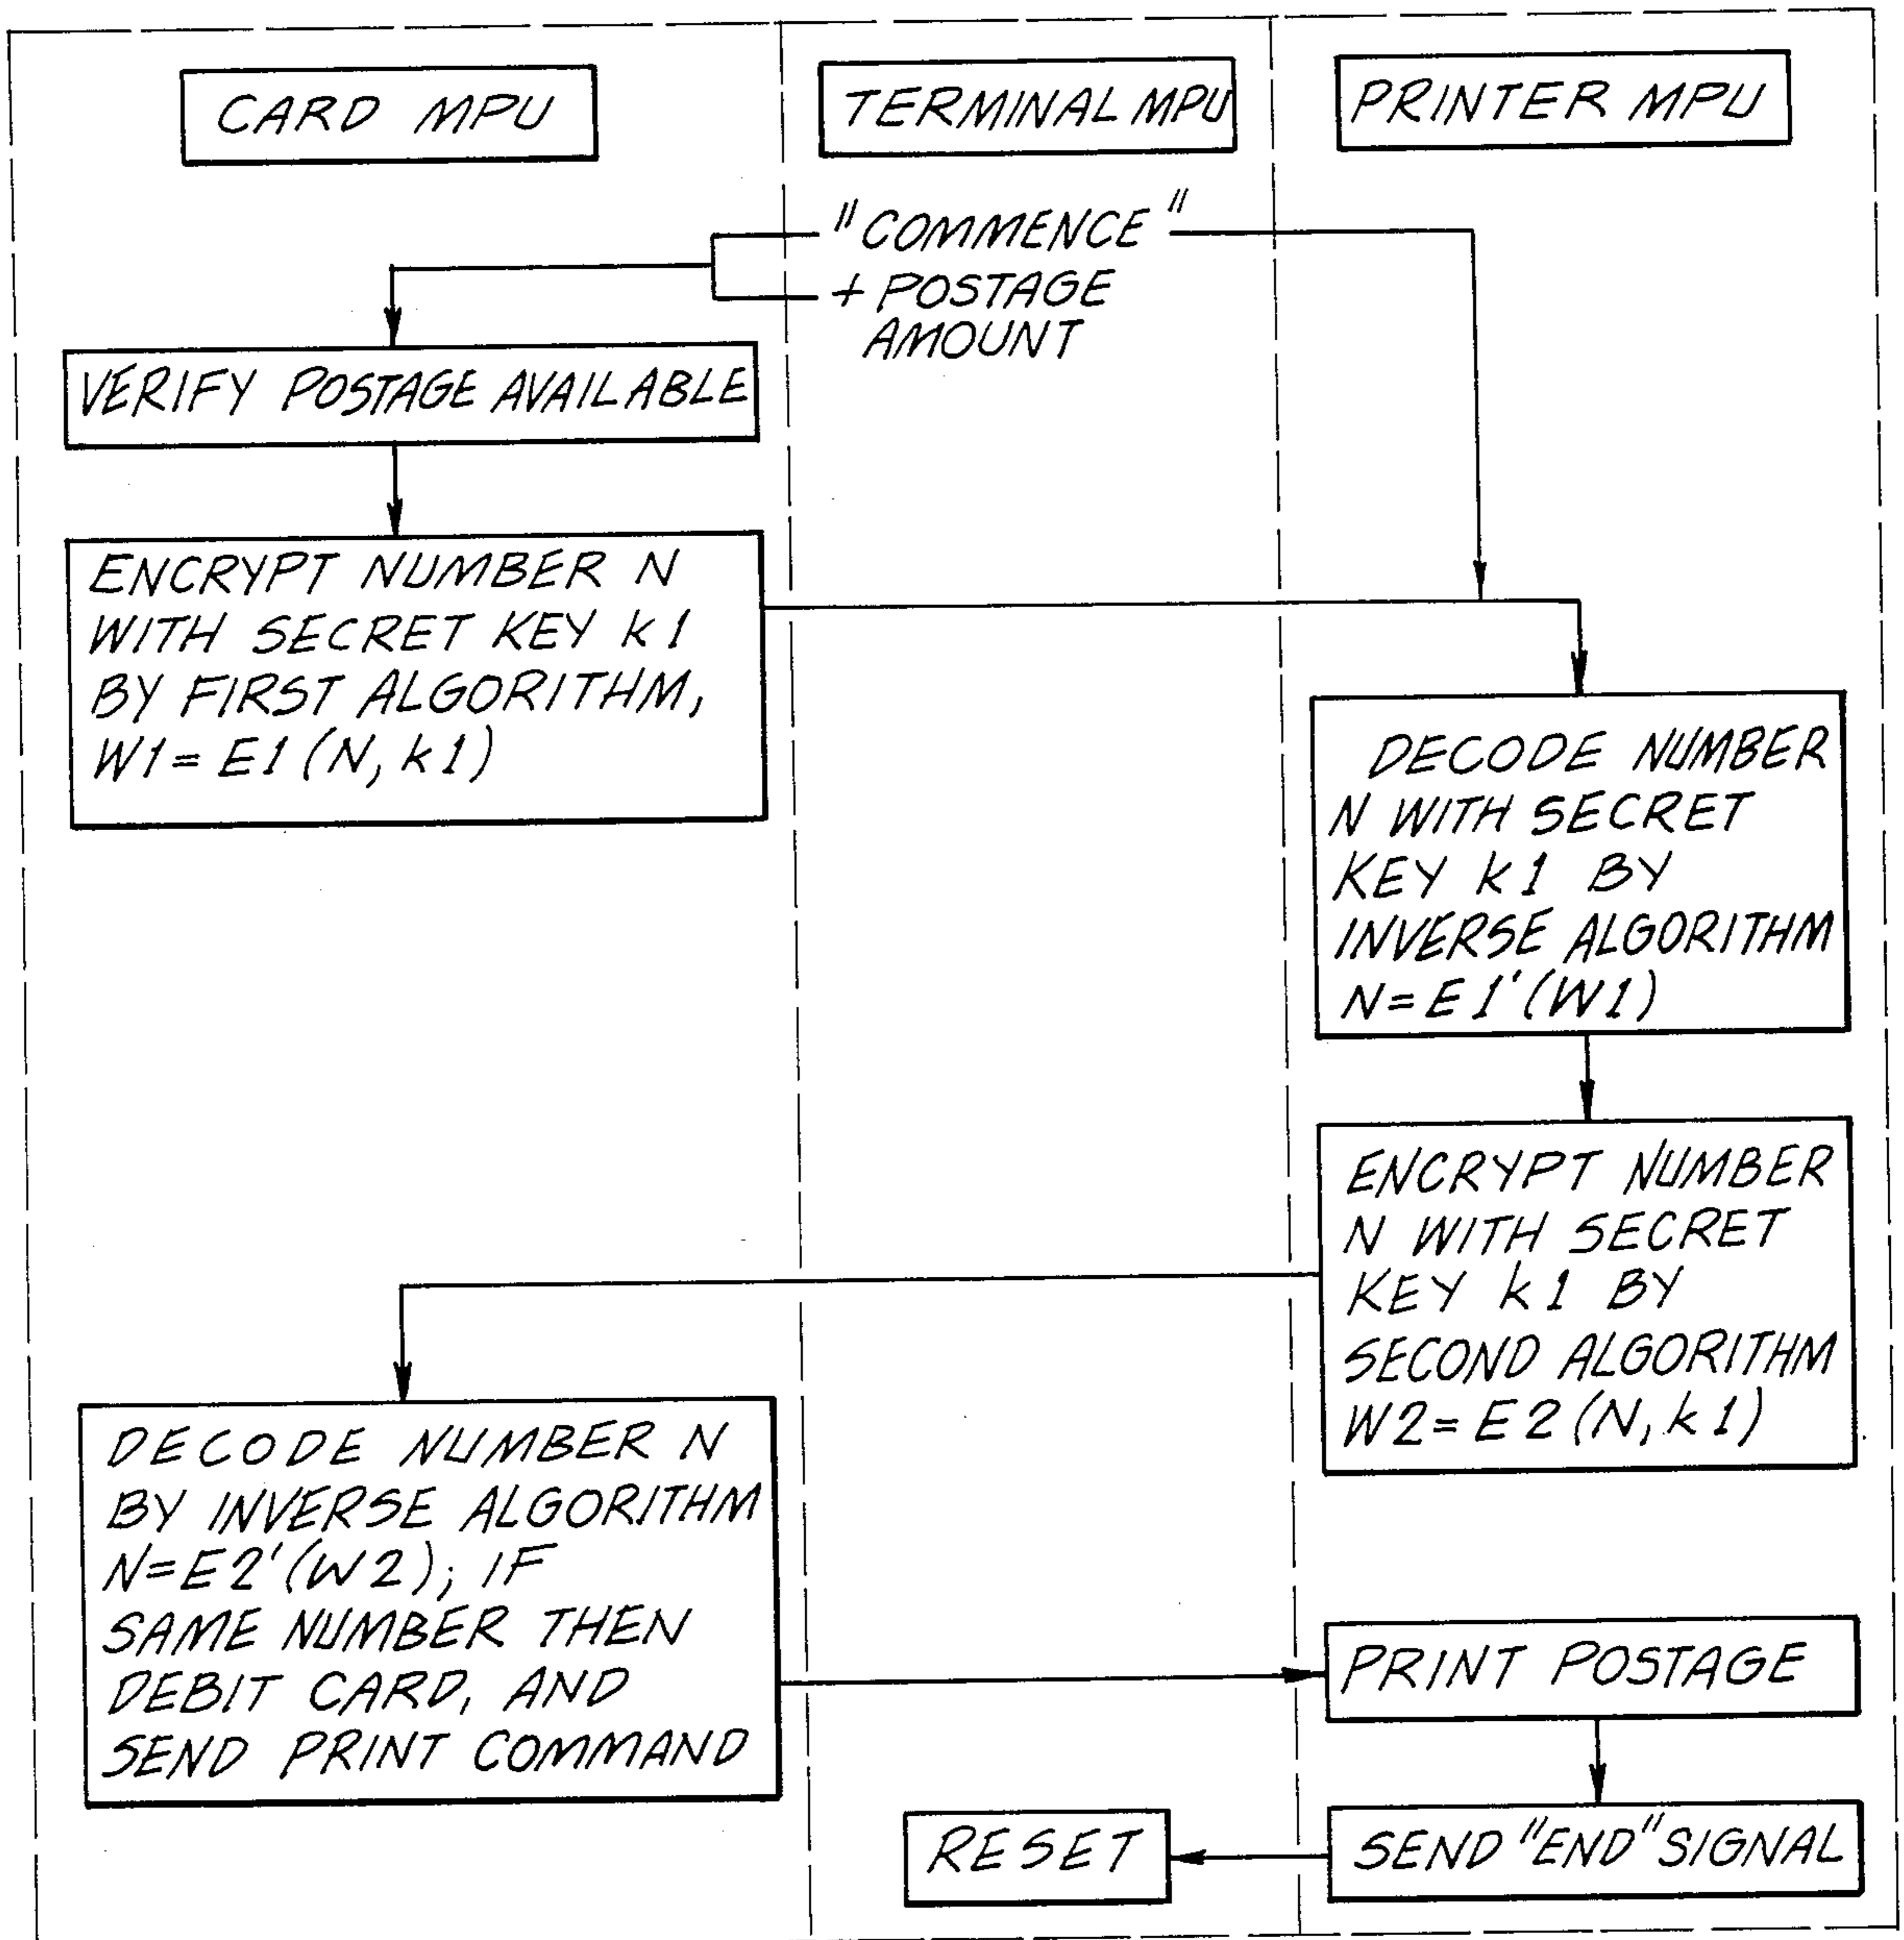 CARD MPU
TERMINAL MPU
PRINTER MPU
"COMMENCE"
+ POSTAGE
AMOUNT
VERIFY POSTAGE AVAILABLE
ENCRYPT NUMBER N
WITH SECRET KEY k1
BY FIRST ALGORITHM,
W1=E1(N,k1)
DECODE NUMBER
N WITH SECRET
KEY k1 BY
INVERSE ALGORITHM
N=E1'(W1)
ENCRYPT NUMBER
N WITH SECRET
KEY k1 BY
SECOND ALGORITHM
W2=E2(N,k1)
DECODE NUMBER N
BY INVERSE ALGORITHM
N=E2'(W2); IF
SAME NUMBER THEN
DEBIT CARD, AND
SEND PRINT COMMAND
PRINT POSTAGE
SEND "END" SIGNAL
RESET